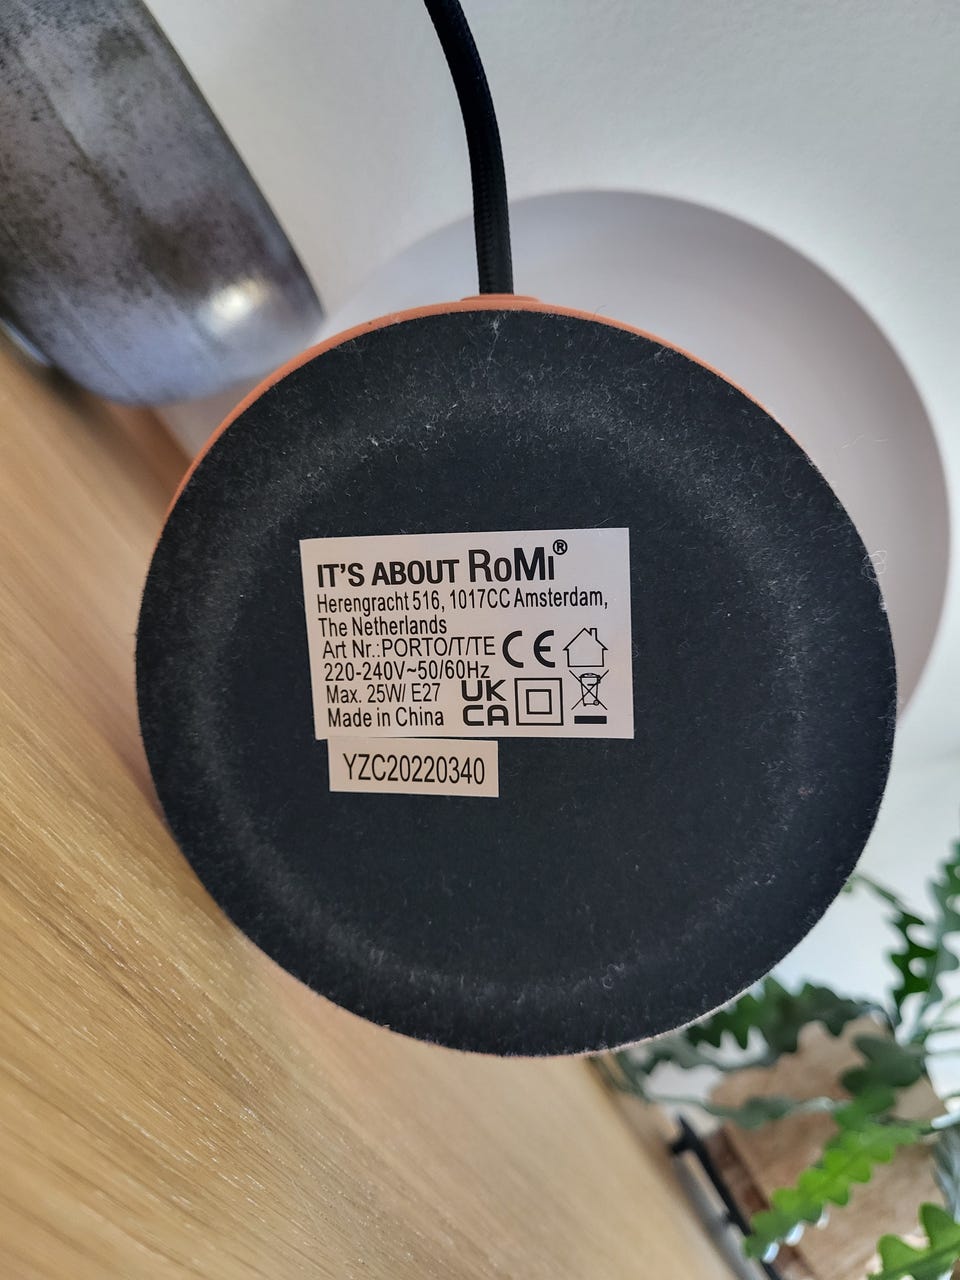 IT'S ABOUT RoMi®
Herengracht 516, 1017CC Amsterdam,
The Netherlands
Art Nr.:PORTO/T/TE CE
220-240V~50/60Hz
Max. 25W/ E27 UK
Made in China CA
YZC20220340